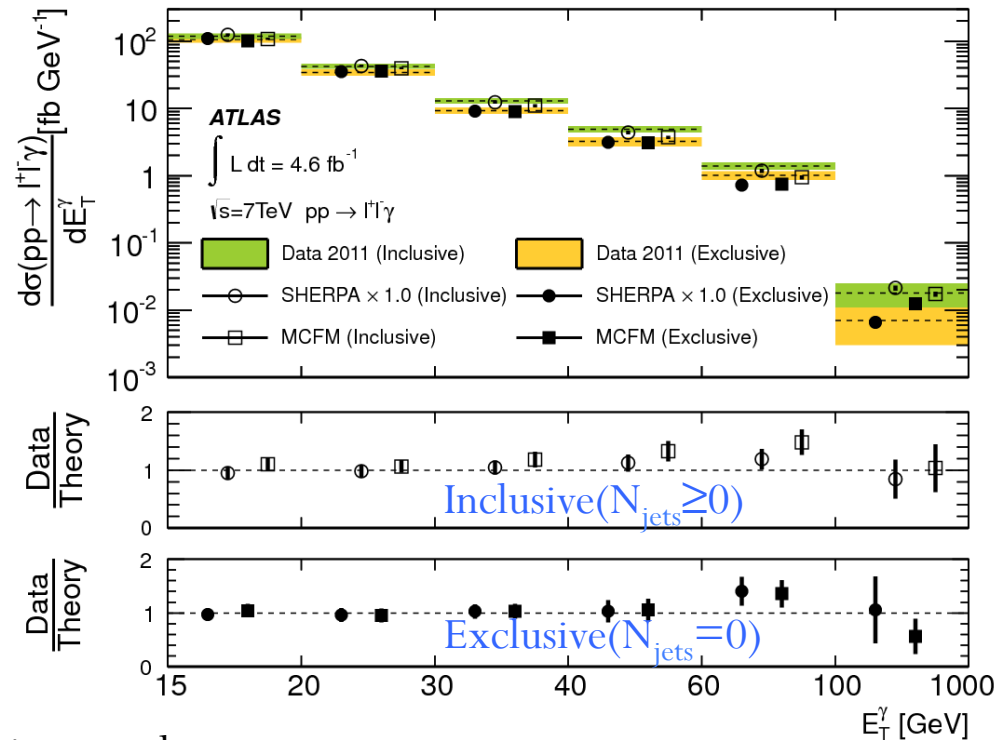 dσ(pp→ l⁺l⁻γ)
dE_T^γ
[fb GeV⁻¹]
10²
10
1
10⁻¹
10⁻²
10⁻³
ATLAS
∫ L dt = 4.6 fb⁻¹
√s=7TeV pp → l⁺l⁻γ
Data 2011 (Inclusive)
Data 2011 (Exclusive)
SHERPA × 1.0 (Inclusive)
SHERPA × 1.0 (Exclusive)
MCFM (Inclusive)
MCFM (Exclusive)
Data
Theory
2
1
0
Inclusive(N_jets≥0)
Data
Theory
2
1
0
Exclusive(N_jets=0)
15 20 30 40 60 100 1000
E_T^γ [GeV]